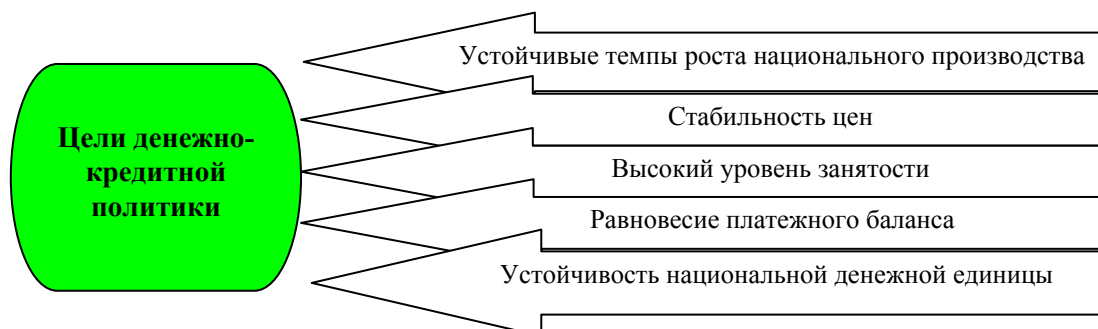 Цели денежно-
кредитной
политики
Устойчивые темпы роста национального производства
Стабильность цен
Высокий уровень занятости
Равновесие платежного баланса
Устойчивость национальной денежной единицы